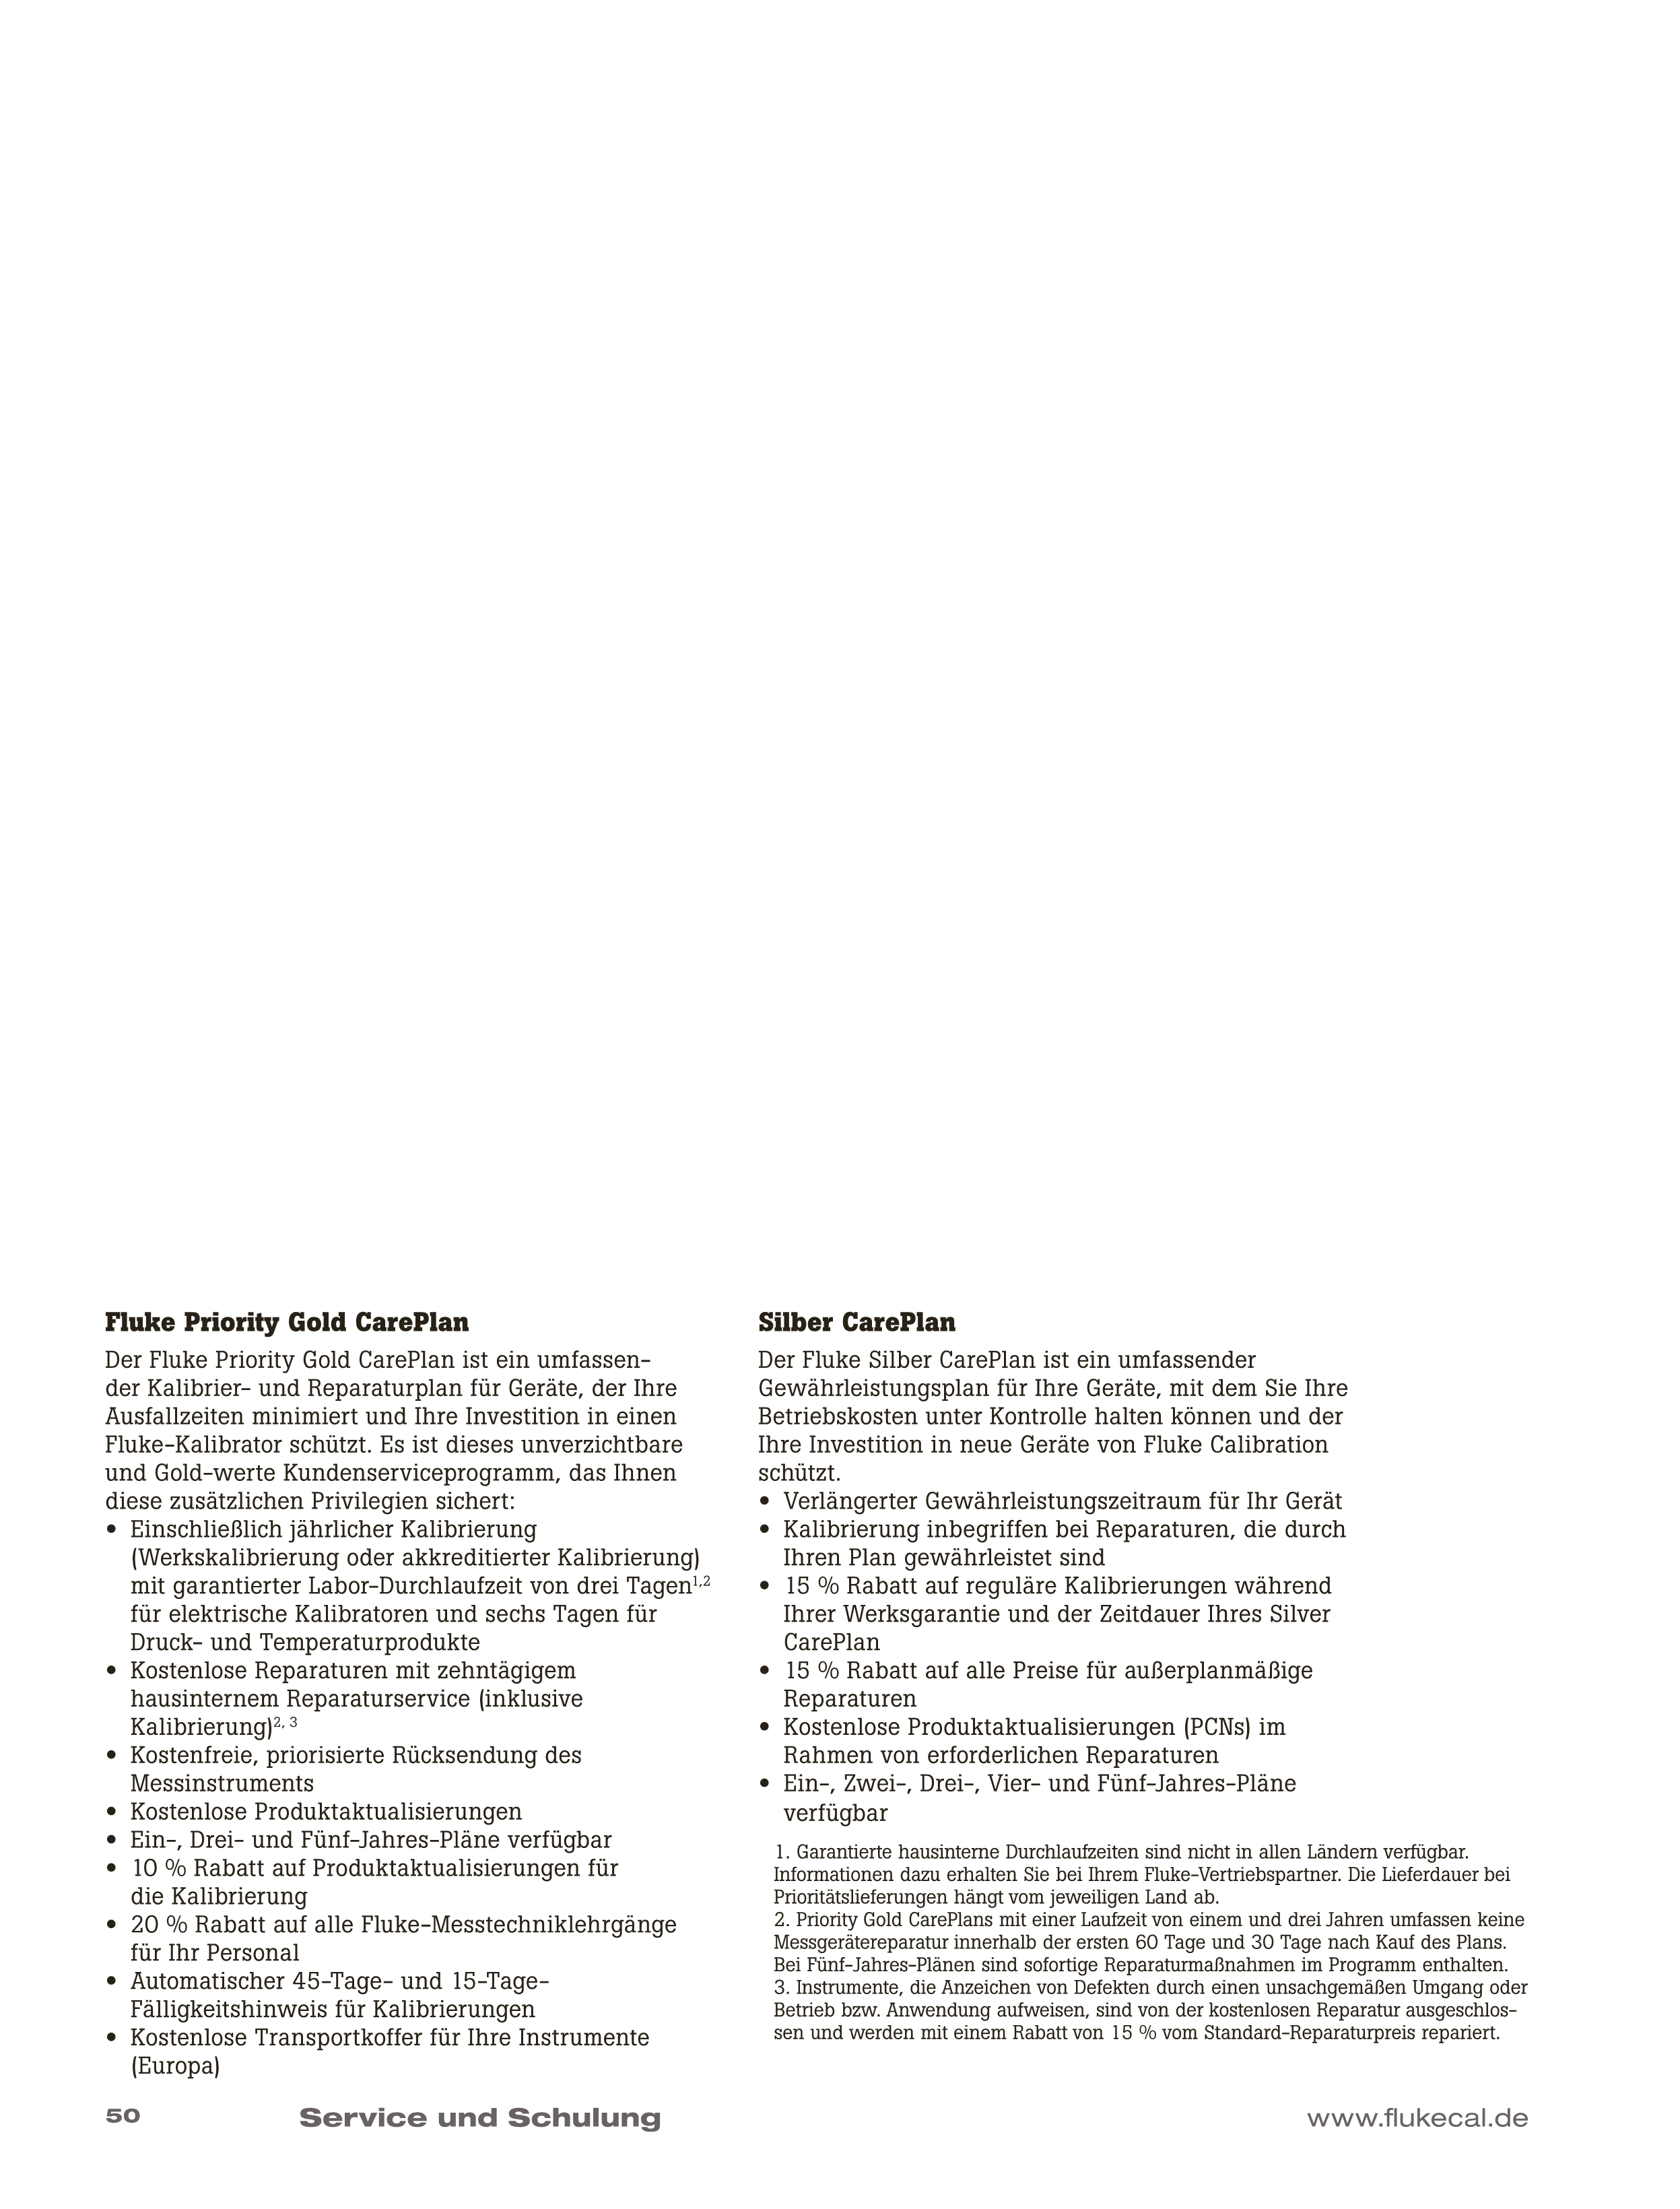 Fluke Priority Gold CarePlan
Der Fluke Priority Gold CarePlan ist ein umfassen-
der Kalibrier- und Reparaturplan für Geräte, der Ihre
Ausfallzeiten minimiert und Ihre Investition in einen
Fluke-Kalibrator schützt. Es ist dieses unverzichtbare
und Gold-werte Kundenserviceprogramm, das Ihnen
diese zusätzlichen Privilegien sichert:
• Einschließlich jährlicher Kalibrierung
(Werkskalibrierung oder akkreditierter Kalibrierung)
mit garantierter Labor-Durchlaufzeit von drei Tagen1,2
für elektrische Kalibratoren und sechs Tagen für
Druck- und Temperaturprodukte
• Kostenlose Reparaturen mit zehntägigem
hausinternem Reparaturservice (inklusive
Kalibrierung)2, 3
• Kostenfreie, priorisierte Rücksendung des
Messinstruments
• Kostenlose Produktaktualisierungen
• Ein-, Drei- und Fünf-Jahres-Pläne verfügbar
• 10 % Rabatt auf Produktaktualisierungen für
die Kalibrierung
• 20 % Rabatt auf alle Fluke-Messtechniklehrgänge
für Ihr Personal
• Automatischer 45-Tage- und 15-Tage-
Fälligkeitshinweis für Kalibrierungen
• Kostenlose Transportkoffer für Ihre Instrumente
(Europa)
Silber CarePlan
Der Fluke Silber CarePlan ist ein umfassender
Gewährleistungsplan für Ihre Geräte, mit dem Sie Ihre
Betriebskosten unter Kontrolle halten können und der
Ihre Investition in neue Geräte von Fluke Calibration
schützt.
• Verlängerter Gewährleistungszeitraum für Ihr Gerät
• Kalibrierung inbegriffen bei Reparaturen, die durch
Ihren Plan gewährleistet sind
• 15 % Rabatt auf reguläre Kalibrierungen während
Ihrer Werksgarantie und der Zeitdauer Ihres Silver
CarePlan
• 15 % Rabatt auf alle Preise für außerplanmäßige
Reparaturen
• Kostenlose Produktaktualisierungen (PCNs) im
Rahmen von erforderlichen Reparaturen
• Ein-, Zwei-, Drei-, Vier- und Fünf-Jahres-Pläne
verfügbar
1. Garantierte hausinterne Durchlaufzeiten sind nicht in allen Ländern verfügbar.
Informationen dazu erhalten Sie bei Ihrem Fluke-Vertriebspartner. Die Lieferdauer bei
Prioritätslieferungen hängt vom jeweiligen Land ab.
2. Priority Gold CarePlans mit einer Laufzeit von einem und drei Jahren umfassen keine
Messgerätereparatur innerhalb der ersten 60 Tage und 30 Tage nach Kauf des Plans.
Bei Fünf-Jahres-Plänen sind sofortige Reparaturmaßnahmen im Programm enthalten.
3. Instrumente, die Anzeichen von Defekten durch einen unsachgemäßen Umgang oder
Betrieb bzw. Anwendung aufweisen, sind von der kostenlosen Reparatur ausgeschlos-
sen und werden mit einem Rabatt von 15 % vom Standard-Reparaturpreis repariert.
50 Service und Schulung www.flukecal.de